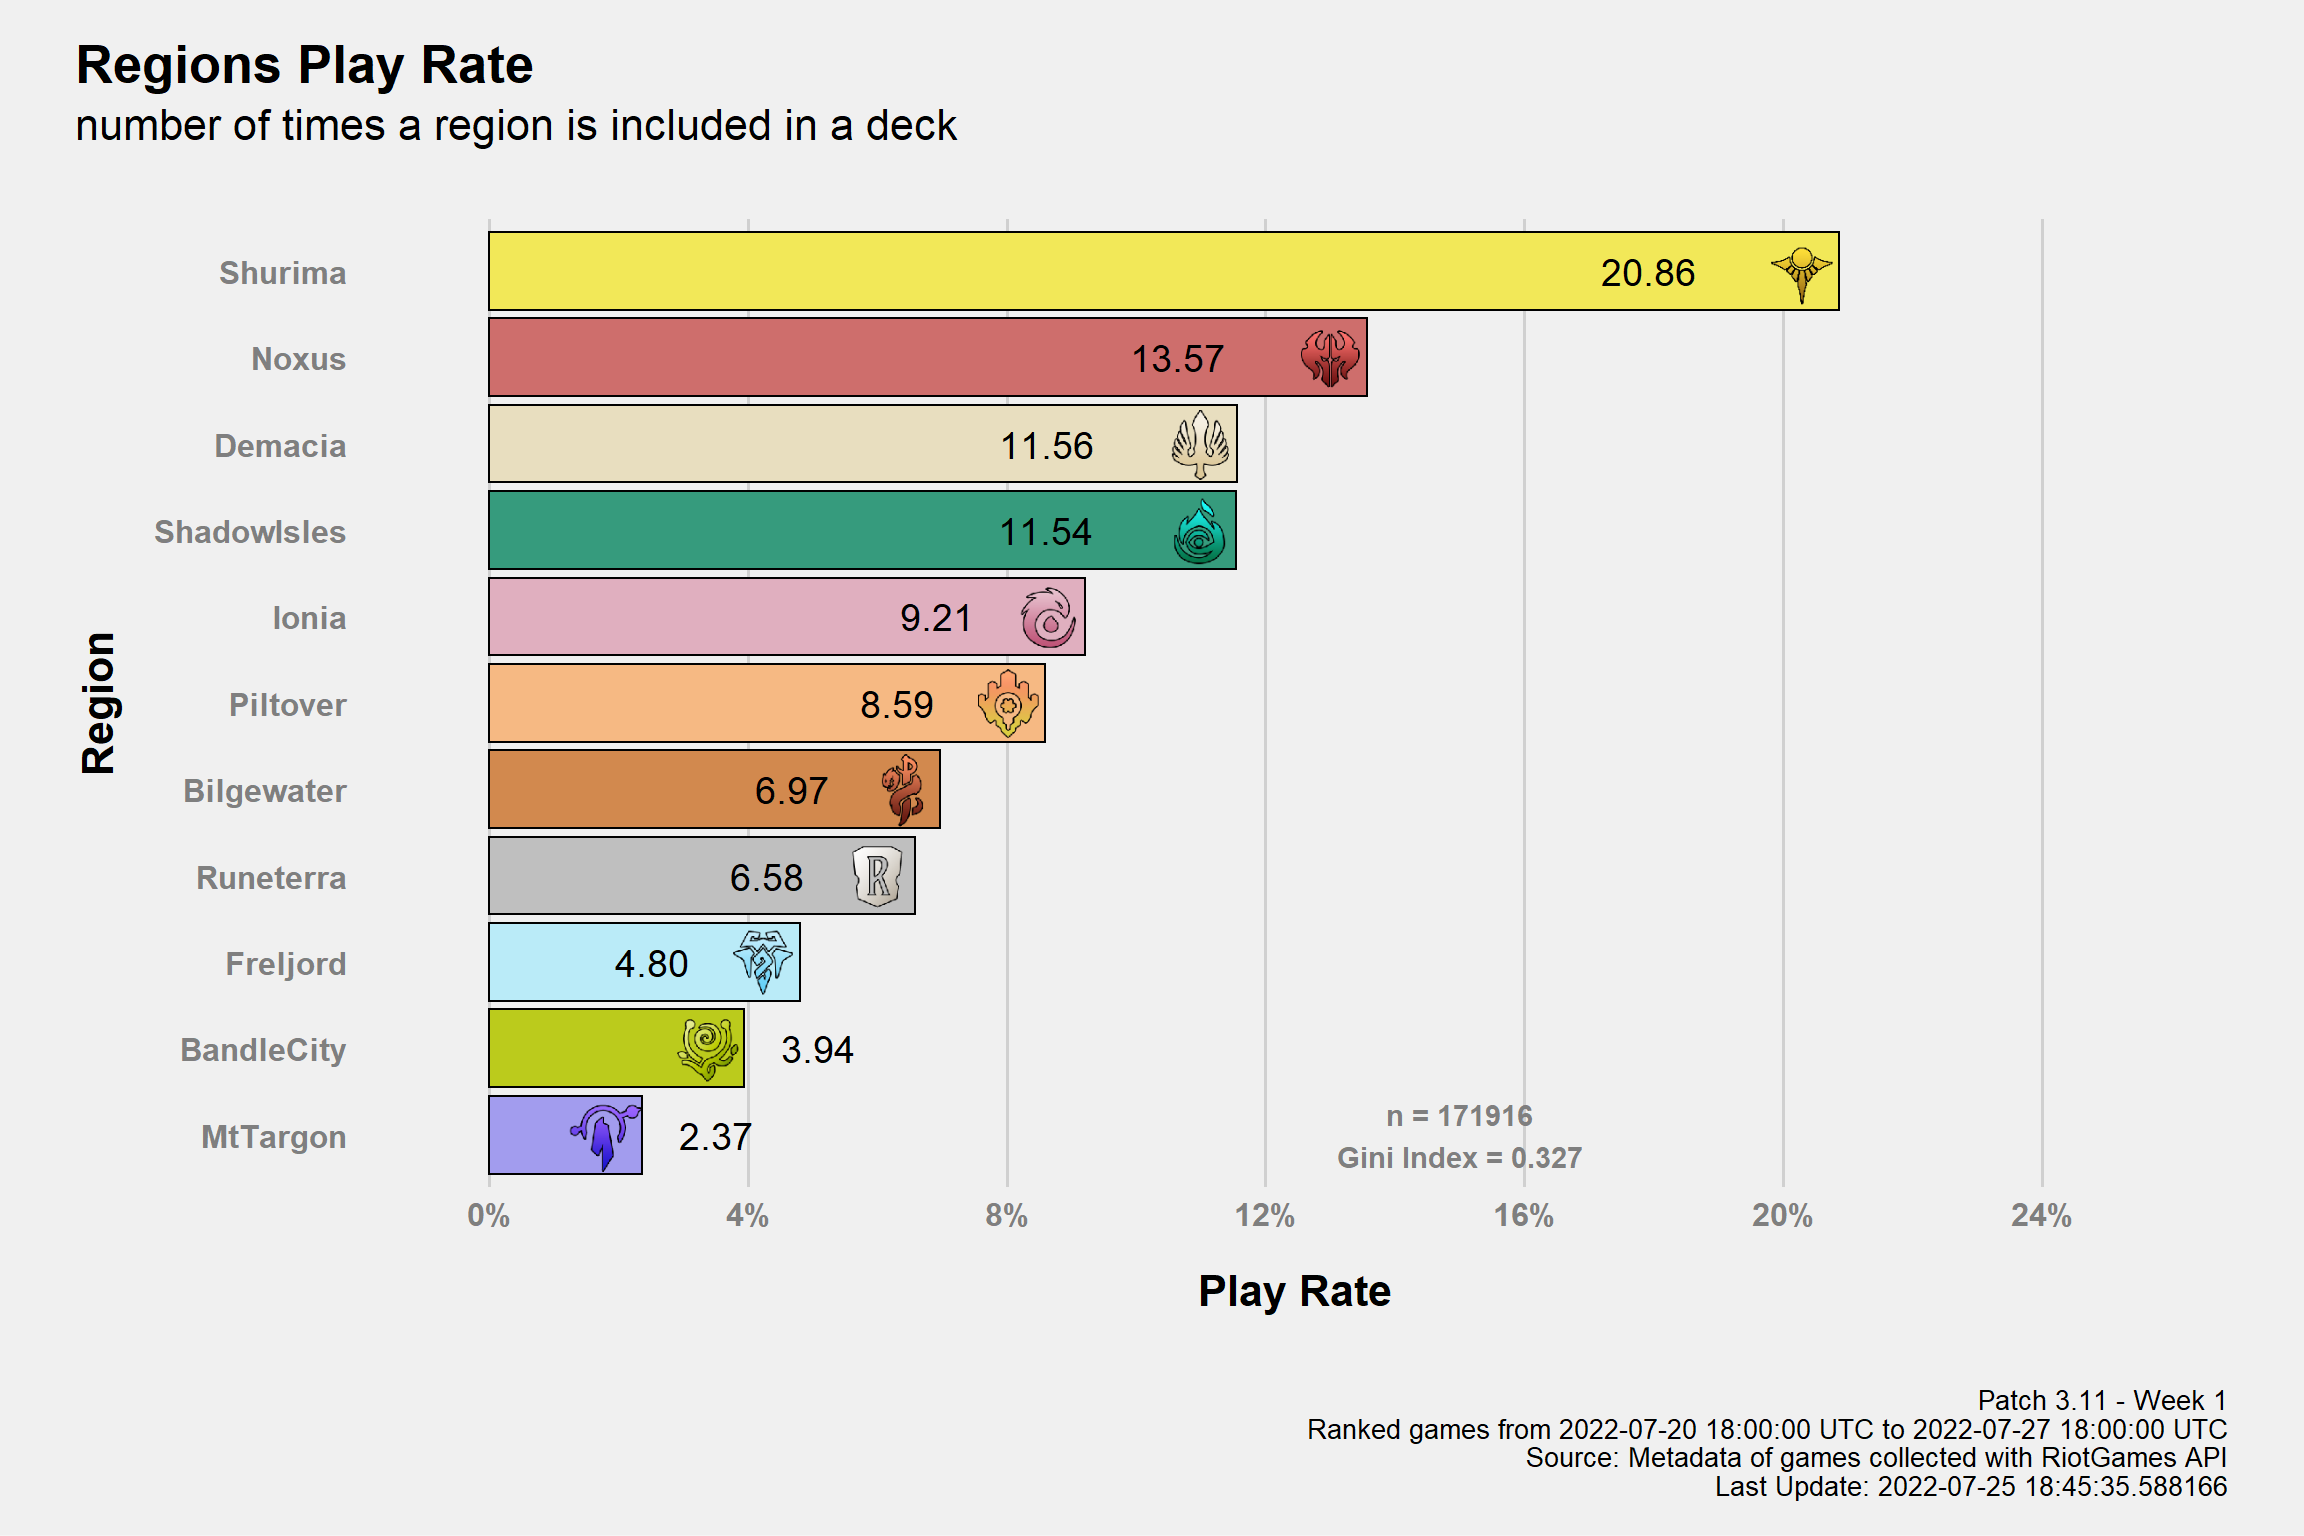 Regions Play Rate
number of times a region is included in a deck
Region
Shurima 20.86
Noxus 13.57
Demacia 11.56
ShadowIsles 11.54
Ionia 9.21
Piltover 8.59
Bilgewater 6.97
Runeterra 6.58 R
Freljord 4.80
BandleCity 3.94
MtTargon 2.37
n = 171916
Gini Index = 0.327
0% 4% 8% 12% 16% 20% 24%
Play Rate
Patch 3.11 - Week 1
Ranked games from 2022-07-20 18:00:00 UTC to 2022-07-27 18:00:00 UTC
Source: Metadata of games collected with RiotGames API
Last Update: 2022-07-25 18:45:35.588166